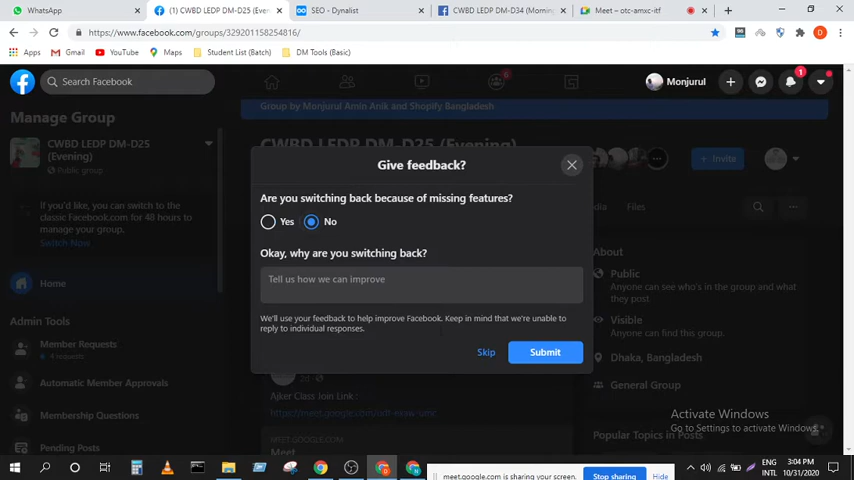 WhatsApp
(1) CWBD LEDP DM-D25 (Even
SEO - Dynalist
CWBD LEDP DM-D34 (Mornin
Meet – otc-amxc-itf
https://www.facebook.com/groups/329201158254816/
Apps
Gmail
YouTube
Maps
Student List (Batch)
DM Tools (Basic)
Search Facebook
6
Monjurul
1
Manage Group
CWBD LEDP DM-D25
(Evening)
Public group
If you'd like, you can switch to the
classic Facebook.com for 48 hours to
manage your group.
Switch Now
Home
Admin Tools
Member Requests
4 requests
Automatic Member Approvals
Membership Questions
Pending Posts
Group by Monjurul Amin Anik and Shopify Bangladesh
CWBD LEDP DM-D25 (Evening)
Invite
dia
Files
Give feedback?
Are you switching back because of missing features?
Yes
No
Okay, why are you switching back?
Tell us how we can improve
We'll use your feedback to help improve Facebook. Keep in mind that we're unable to
reply to individual responses.
Skip
Submit
Ajker Class Join Link :
MEET.GOOGLE.COM
Meet
About
Public
Anyone can see who's in the group and what
they post.
Visible
Anyone can find this group.
Dhaka, Bangladesh
General Group
Popular Topics in Posts
Activate Windows
Go to Settings to activate Windows.
meet.google.com is sharing your screen.
Stop sharing
Hide
ENG
INTL
3:04 PM
10/31/2020